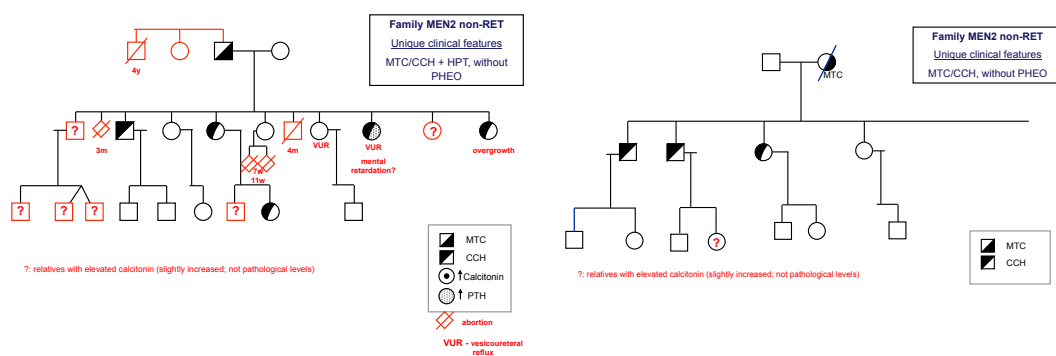 Family MEN2 non-RET
Unique clinical features
MTC/CCH + HPT, without
PHEO
4y
?
3m
4m
VUR
VUR
mental
retardation?
?
overgrowth
7w
11w
?
?
?
?
?: relatives with elevated calcitonin (slightly increased; not pathological levels)
MTC
CCH
Calcitonin
PTH
abortion
VUR - vesicoureteral
reflux
Family MEN2 non-RET
Unique clinical features
MTC/CCH, without PHEO
MTC
?
?: relatives with elevated calcitonin (slightly increased; not pathological levels)
MTC
CCH